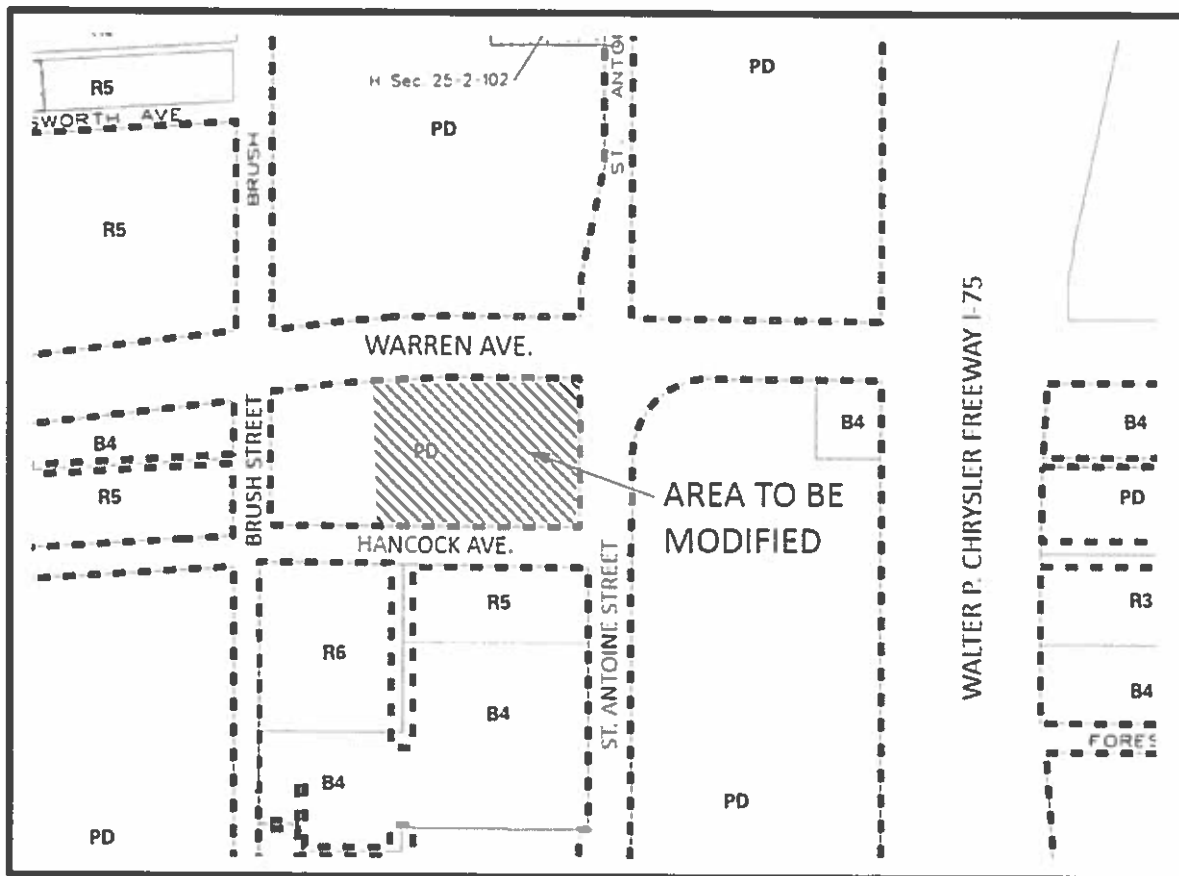 R5
SWORTH AVE
R5
BRUSH
H Sec. 25-2-102
PD
ST. ANTOI
PD
WARREN AVE.
B4
R5
BRUSH STREET
PD
AREA TO BE
MODIFIED
HANCOCK AVE.
B4
WALTER P. CHRYSLER FREEWAY I-75
B4
PD
R3
B4
FORES
R6
R5
B4
ST. ANTOINE STREET
B4
PD
PD